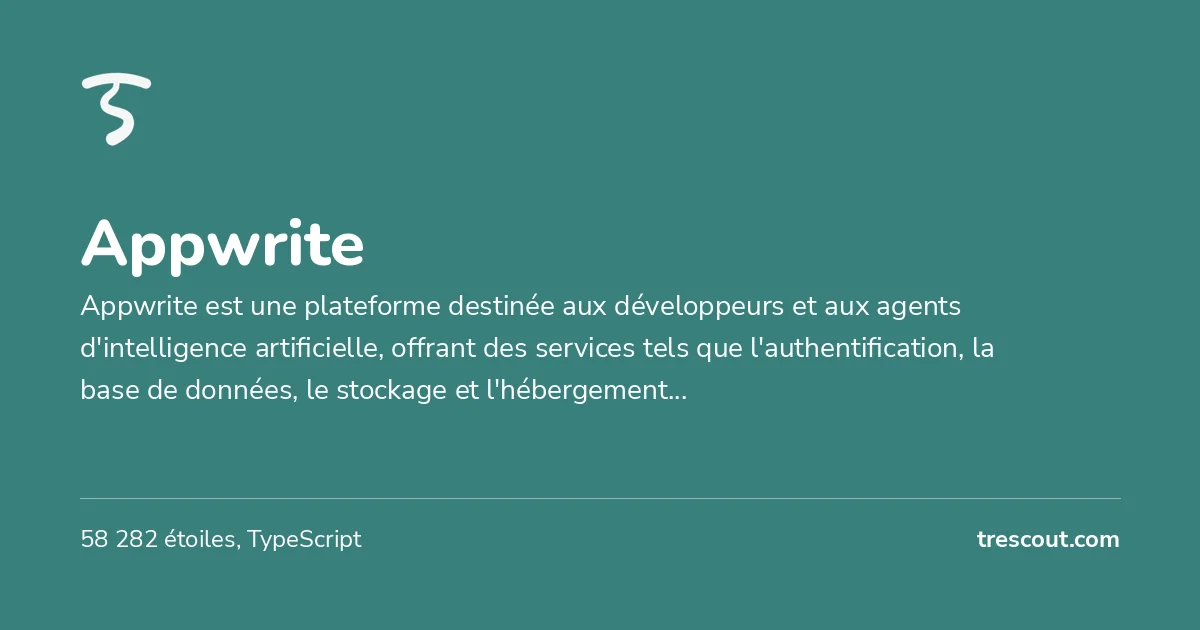 Appwrite
Appwrite est une plateforme destinée aux développeurs et aux agents
d'intelligence artificielle, offrant des services tels que l'authentification, la
base de données, le stockage et l'hébergement...
58 282 étoiles, TypeScript
trescout.com